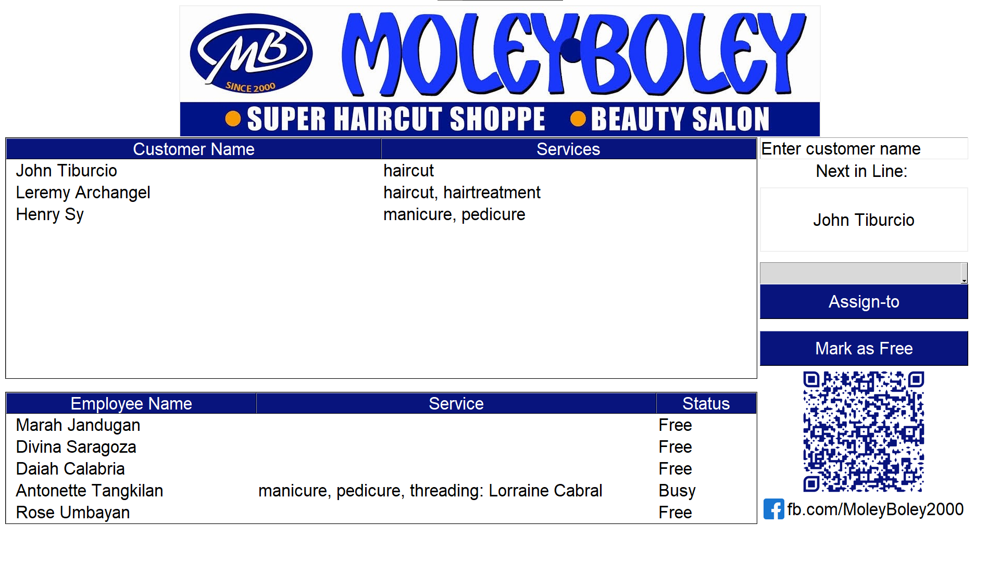 MB
SINCE 2000
MOLEY BOLEY
SUPER HAIRCUT SHOPPE BEAUTY SALON
Customer Name Services
John Tiburcio haircut
Leremy Archangel haircut, hairtreatment
Henry Sy manicure, pedicure
Enter customer name
Next in Line:
John Tiburcio
Assign-to
Mark as Free
Employee Name Service Status
Marah Jandugan Free
Divina Saragoza Free
Daiah Calabria Free
Antonette Tangkilan manicure, pedicure, threading: Lorraine Cabral Busy
Rose Umbayan Free
fb.com/MoleyBoley2000